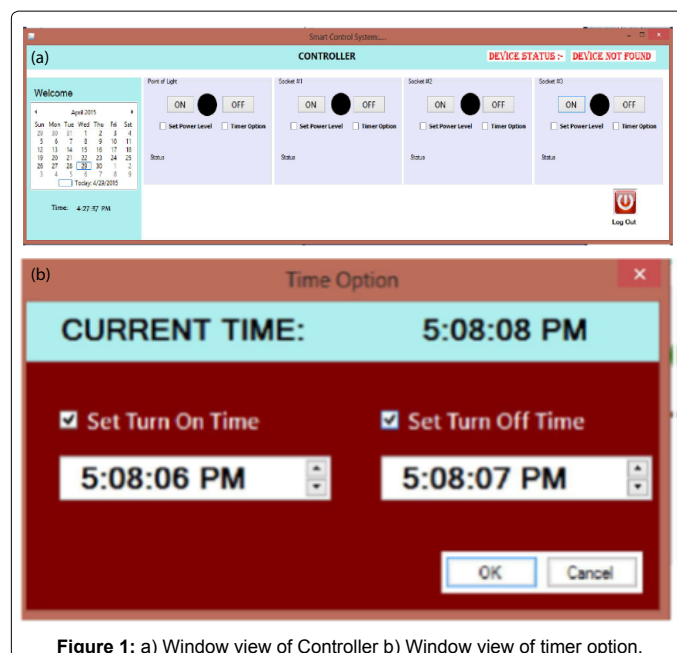 Smart Control System.....
(a)
CONTROLLER
DEVICE STATUS :- DEVICE NOT FOUND
Welcome
April 2015
Sun Mon Tue Wed Thu Fri Sat
29 30 31 1 2 3 4
5 6 7 8 9 10 11
12 13 14 15 16 17 18
19 20 21 22 23 24 25
26 27 28 29 30 1 2
3 4 5 6 7 8 9
Today: 4/29/2015
Time: 4:27:37 PM
Point of Light
ON OFF
Set Power Level Timer Option
Status
Socket #1
ON OFF
Set Power Level Timer Option
Status
Socket #2
ON OFF
Set Power Level Timer Option
Status
Socket #3
ON OFF
Set Power Level Timer Option
Status
Log Out
(b)
Time Option
CURRENT TIME: 5:08:08 PM
Set Turn On Time Set Turn Off Time
5:08:06 PM 5:08:07 PM
OK Cancel
Figure 1: a) Window view of Controller b) Window view of timer option.